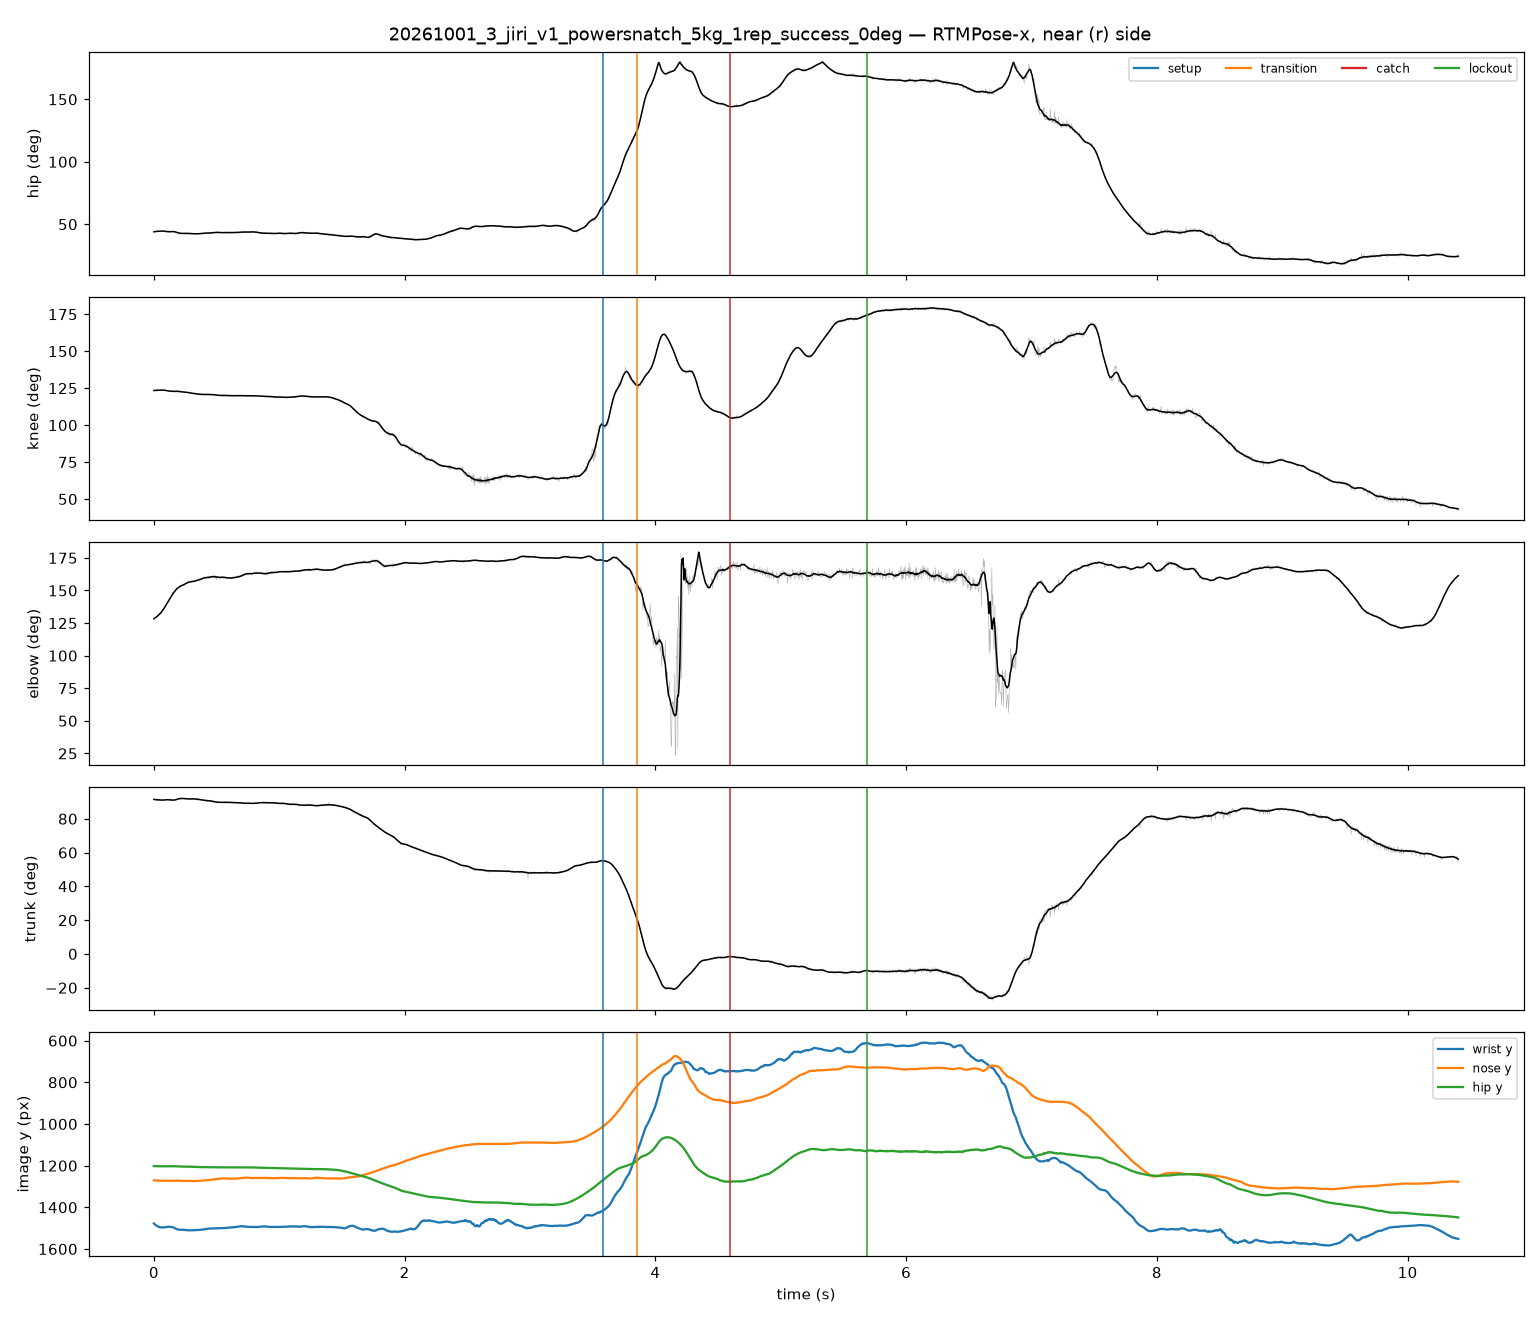 20261001_3_jiri_v1_powersnatch_5kg_1rep_success_0deg — RTMPose-x, near (r) side
setup transition catch lockout
hip (deg)
150
100
50
knee (deg)
175
150
125
100
75
50
elbow (deg)
175
150
125
100
75
50
25
trunk (deg)
80
60
40
20
0
−20
wrist y
nose y
hip y
image y (px)
600
800
1000
1200
1400
1600
0 2 4 6 8 10
time (s)